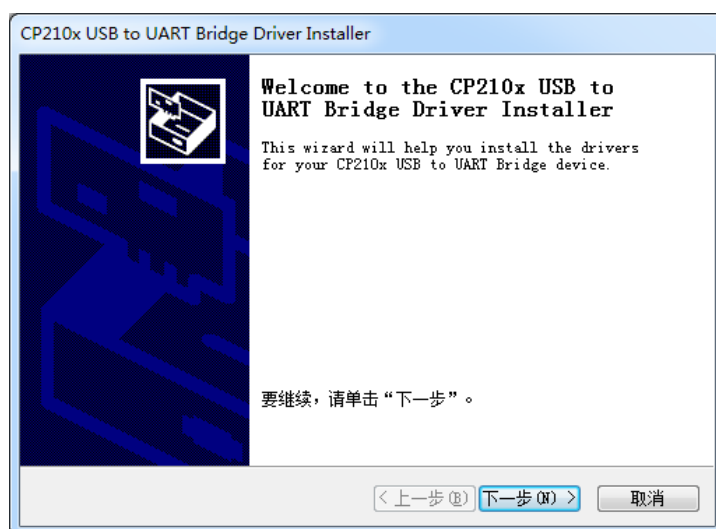 CP210x USB to UART Bridge Driver Installer
Welcome to the CP210x USB to
UART Bridge Driver Installer
This wizard will help you install the drivers
for your CP210x USB to UART Bridge device.
要继续，请单击“下一步”。
< 上一步(B) 下一步(N) > 取消